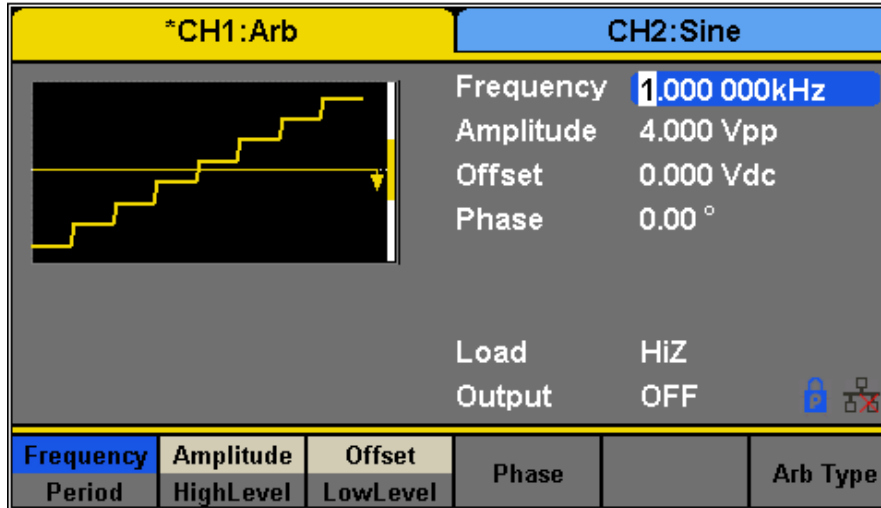 *CH1:Arb
CH2:Sine
Frequency 1.000 000kHz
Amplitude 4.000 Vpp
Offset 0.000 Vdc
Phase 0.00 °
Load HiZ
Output OFF
P
Frequency Amplitude Offset Phase Arb Type
Period HighLevel LowLevel